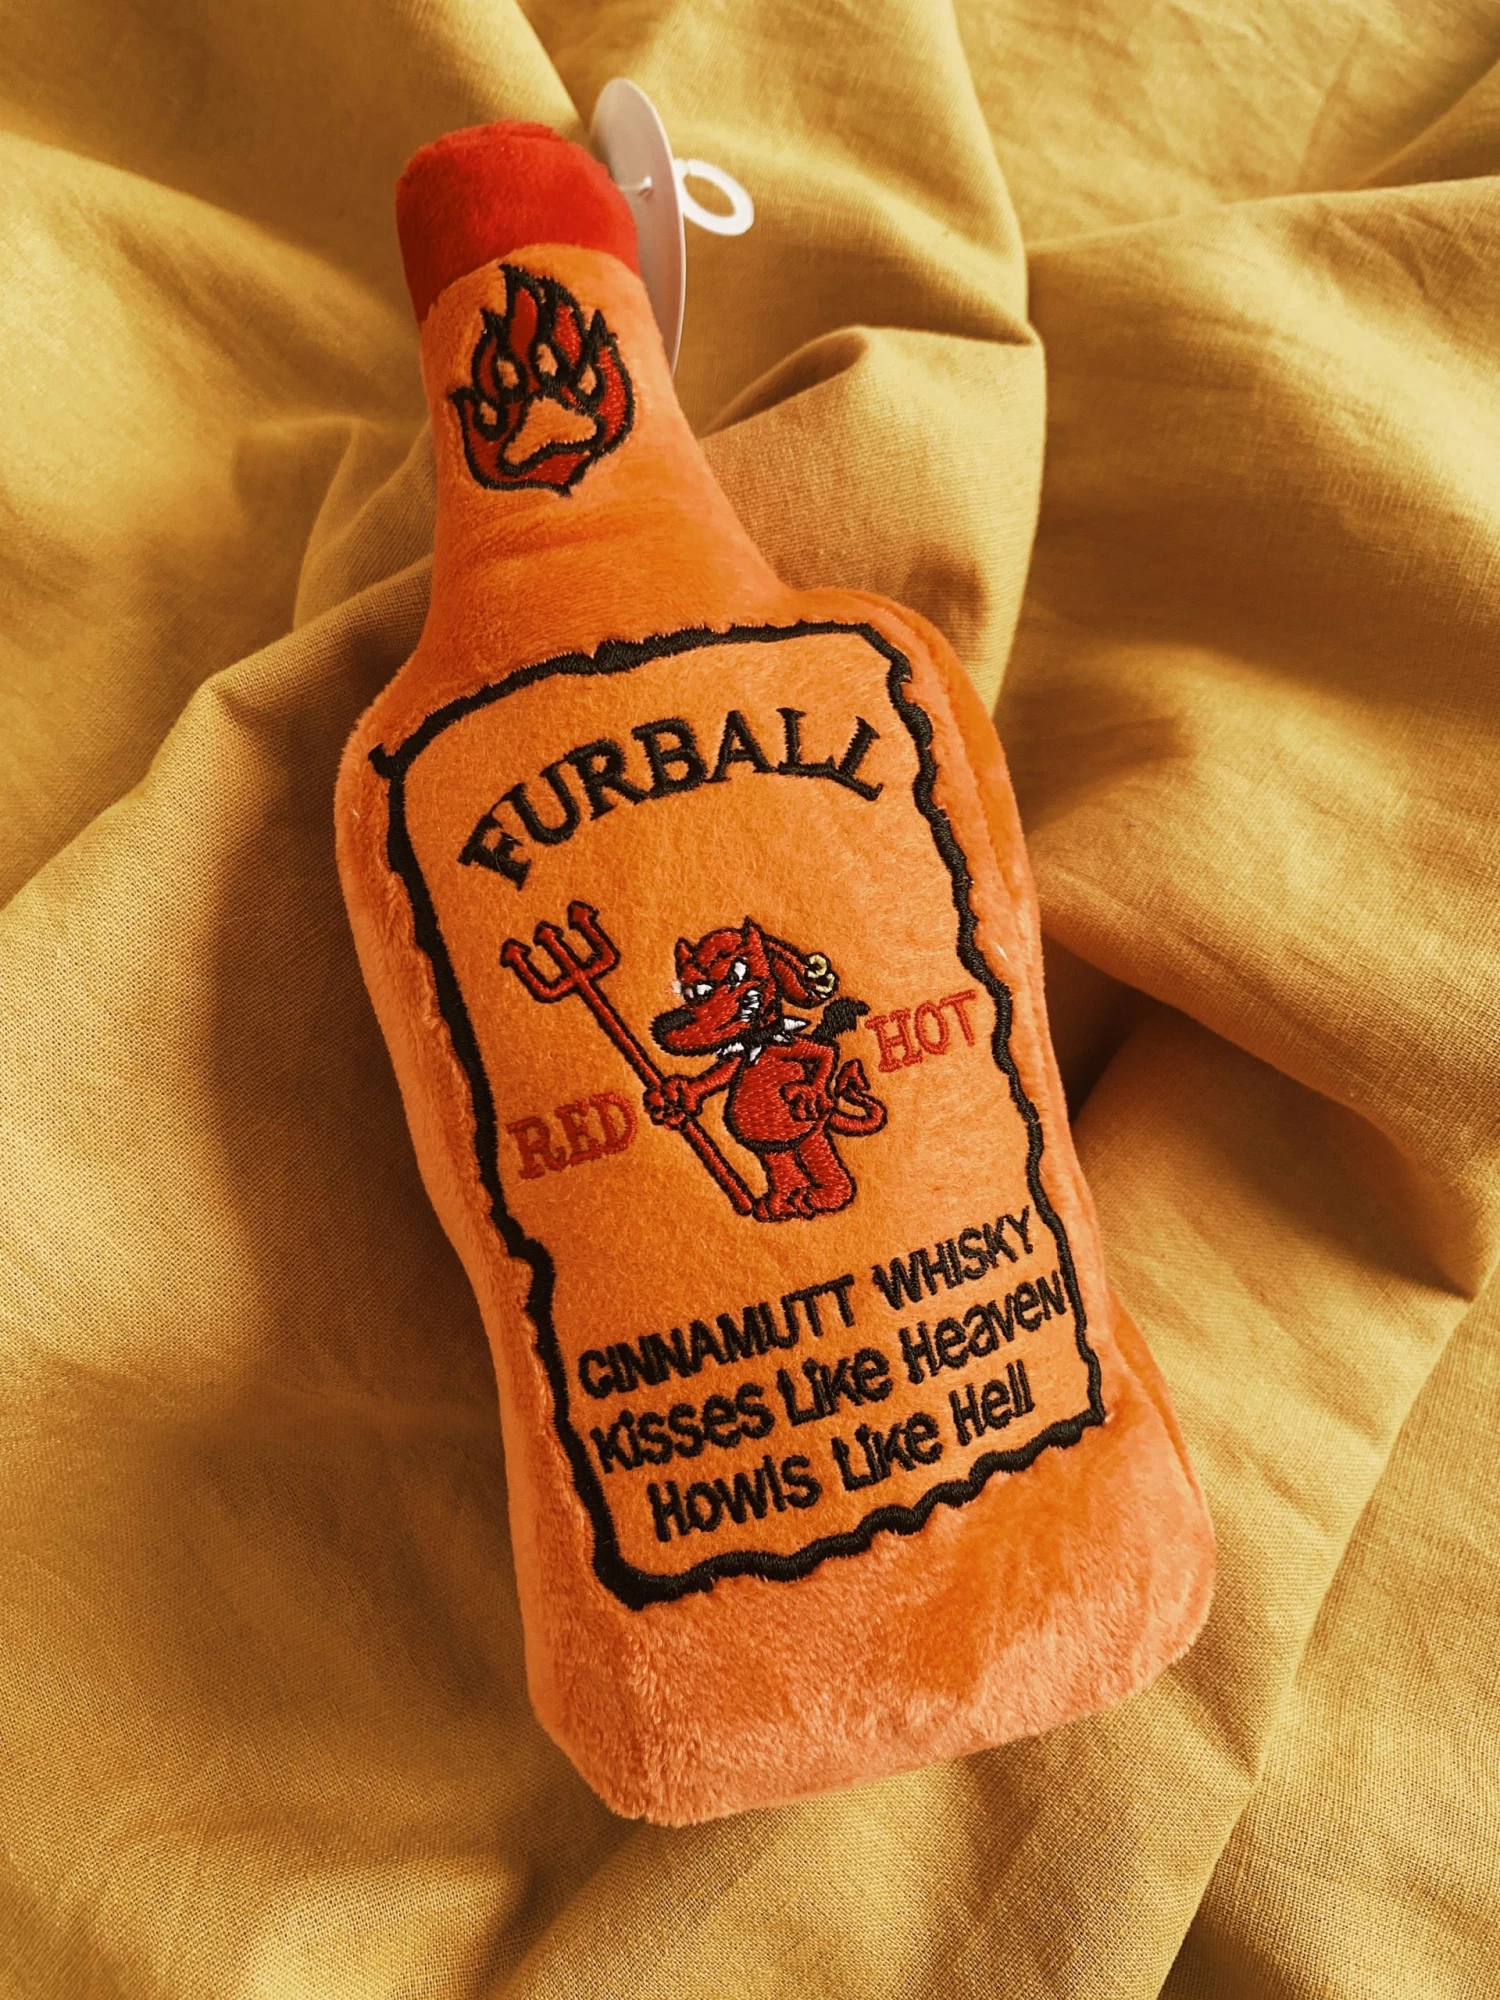 FURBALL
RED HOT
CINNAMUTT WHISKY
Kisses Like Heaven
Howls Like Hell